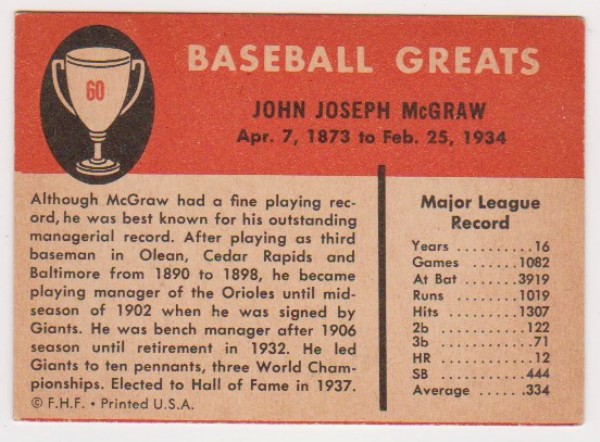 60
BASEBALL GREATS
JOHN JOSEPH McGRAW
Apr. 7, 1873 to Feb. 25, 1934
Although McGraw had a fine playing rec-
ord, he was best known for his outstanding
managerial record. After playing as third
baseman in Olean, Cedar Rapids and
Baltimore from 1890 to 1898, he became
playing manager of the Orioles until mid-
season of 1902 when he was signed by
Giants. He was bench manager after 1906
season until retirement in 1932. He led
Giants to ten pennants, three World Cham-
pionships. Elected to Hall of Fame in 1937.
© F.H.F. • Printed U.S.A.
Major League
Record
Years ..........16
Games ......1082
At Bat ......3919
Runs ........1019
Hits ..........1307
2b ............122
3b ..............71
HR ..............12
SB ............444
Average .....334